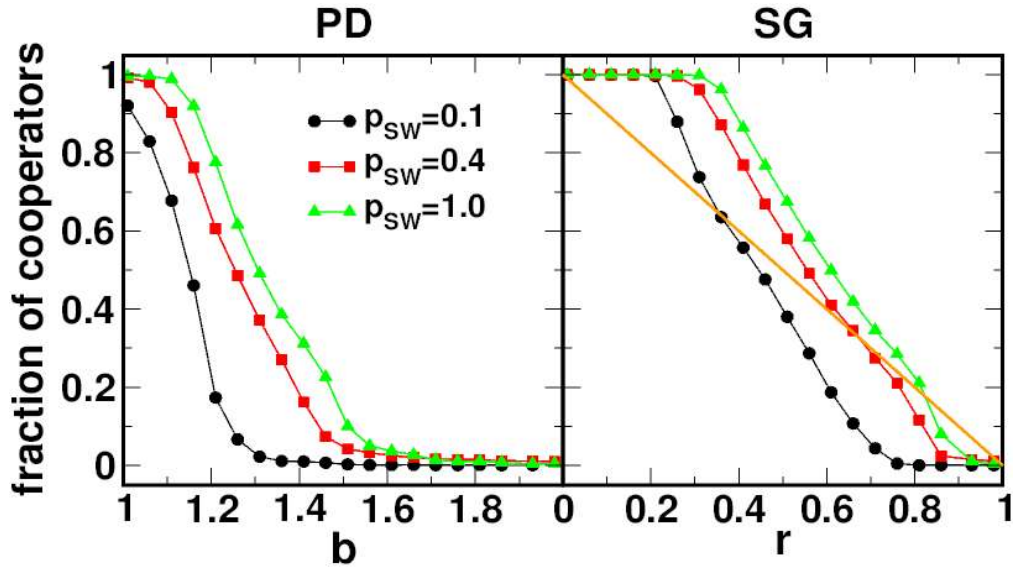 PD SG
fraction of cooperators
1
0.8
0.6
0.4
0.2
0
p_sw=0.1
p_sw=0.4
p_sw=1.0
1 1.2 1.4 1.6 1.8 0 0.2 0.4 0.6 0.8 1
b r